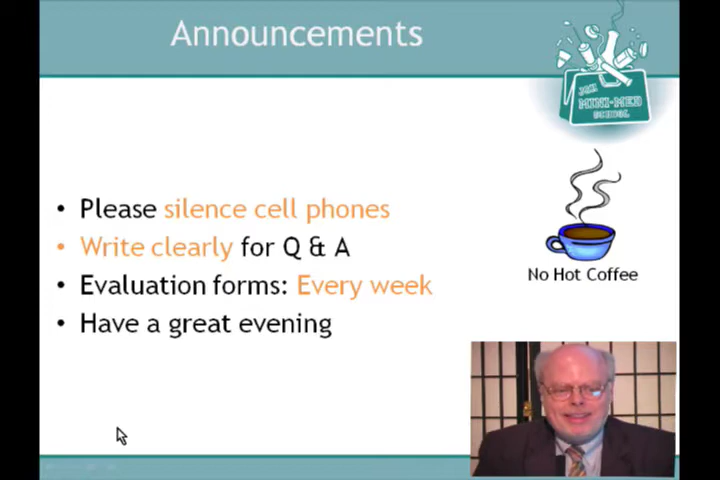 Announcements
JABSOM
MINI-MED
SCHOOL
• Please silence cell phones
• Write clearly for Q & A
• Evaluation forms: Every week
• Have a great evening
No Hot Coffee